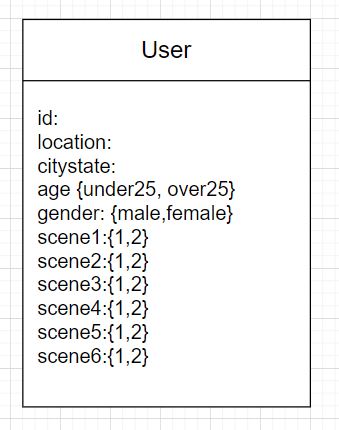 User
id:
location:
citystate:
age {under25, over25}
gender: {male,female}
scene1:{1,2}
scene2:{1,2}
scene3:{1,2}
scene4:{1,2}
scene5:{1,2}
scene6:{1,2}